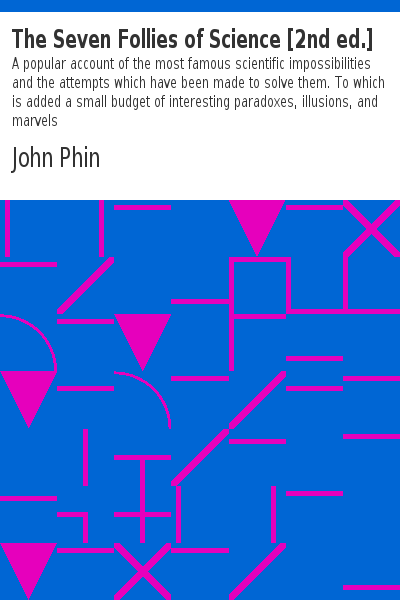 The Seven Follies of Science [2nd ed.]
A popular account of the most famous scientific impossibilities
and the attempts which have been made to solve them. To which
is added a small budget of interesting paradoxes, illusions, and
marvels
John Phin